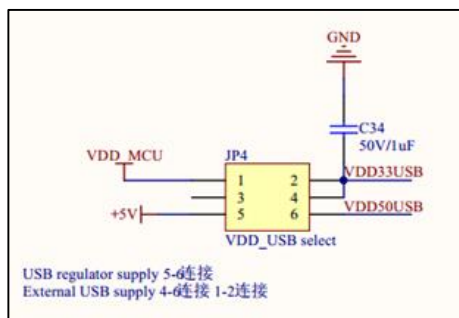 GND
C34
50V/1uF
VDD_MCU
JP4
VDD33USB
1 2
3 4
+5V 5 6
VDD50USB
VDD_USB select
USB regulator supply 5-6连接
External USB supply 4-6连接 1-2连接